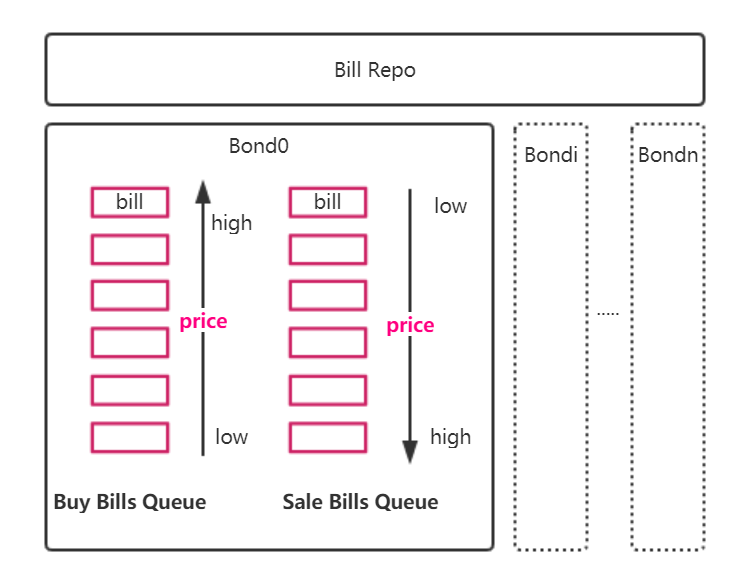 Bill Repo
Bond0
Bondi
Bondn
bill
bill
high
low
.....
price
price
low
high
Buy Bills Queue
Sale Bills Queue